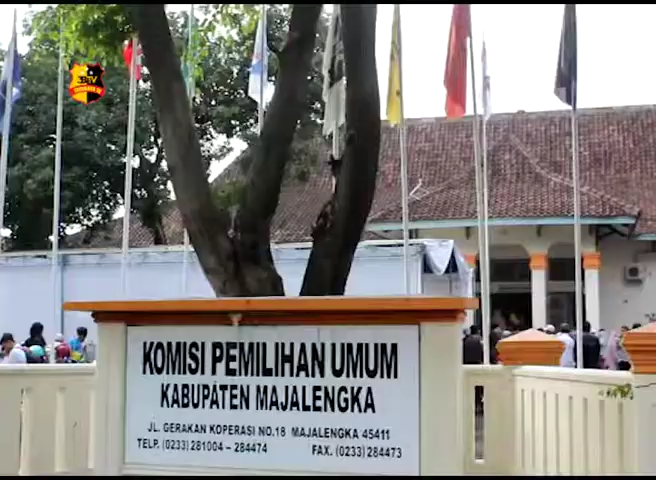 KOMISI PEMILIHAN UMUM
KABUPATEN MAJALENGKA
JL. GERAKAN KOPERASI NO.18 MAJALENGKA 45411
TELP. (0233)281004 - 284474 FAX.(0233)284473